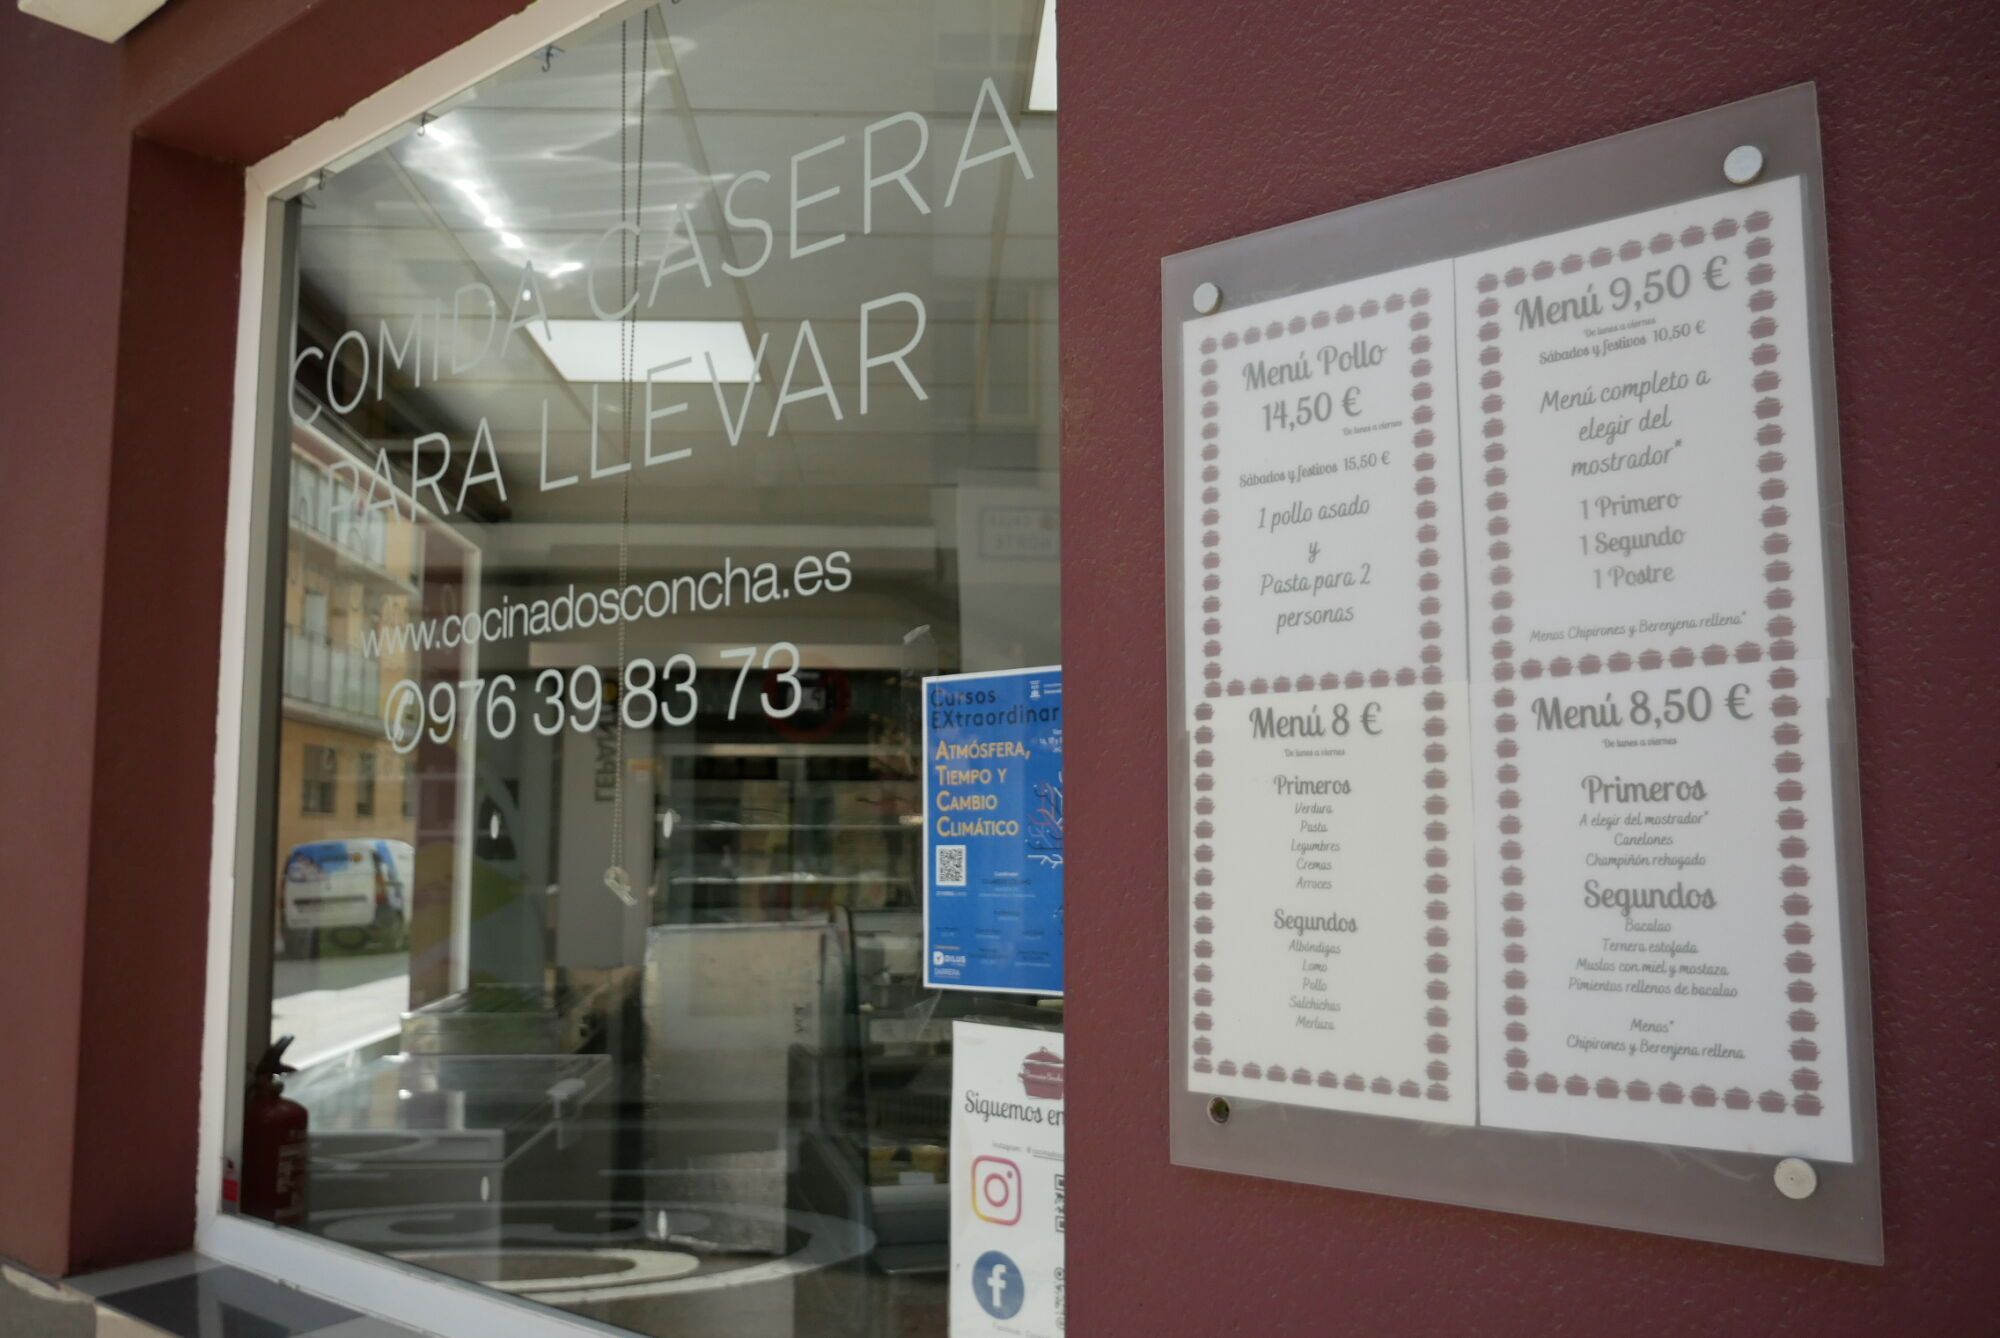 COMIDA CASERA
PARA LLEVAR
www.cocinadosconcha.es
976 39 83 73
Cursos
EXtraordinar
ATMÓSFERA,
TIEMPO Y
CAMBIO
CLIMÁTICO
Siguemos en
Menú Pollo
14,50 €
De lunes a viernes
Sábados y festivos 15,50 €
1 pollo asado
y
Pasta para 2
personas
Menú 9,50 €
De lunes a viernes
Sábados y festivos 10,50 €
Menú completo a
elegir del
mostrador*
1 Primero
1 Segundo
1 Postre
Menos Chipirones y Berenjena rellena*
Menú 8 €
De lunes a viernes
Primeros
Verdura
Pasta
Legumbres
Cremas
Arroces
Segundos
Albóndigas
Lomo
Pollo
Salchichas
Merluza
Menú 8,50 €
De lunes a viernes
Primeros
A elegir del mostrador*
Canelones
Champiñón rehogado
Segundos
Bacalao
Ternera estofada
Muslos con miel y mostaza
Pimientos rellenos de bacalao
Menos*
Chipirones y Berenjena rellena